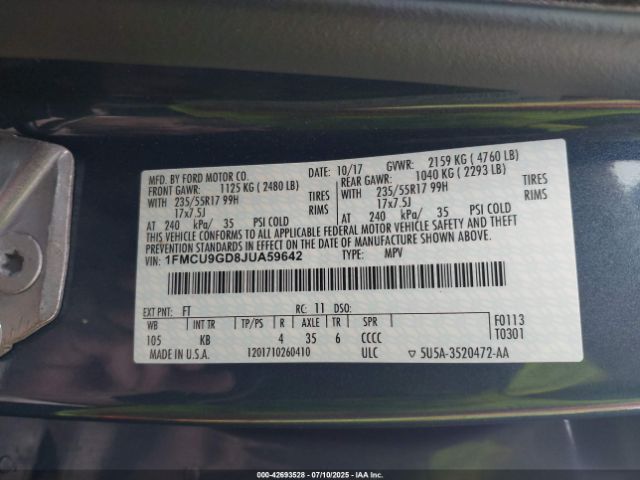 MFD. BY FORD MOTOR CO.
DATE: 10/17 GVWR: 2159 KG ( 4760 LB)
FRONT GAWR: 1125 KG ( 2480 LB) REAR GAWR: 1040 KG ( 2293 LB)
WITH 235/55R17 99H TIRES WITH 235/55R17 99H TIRES
17x7.5J RIMS 17x7.5J RIMS
AT 240 kPa/ 35 PSI COLD AT 240 kPa/ 35 PSI COLD
THIS VEHICLE CONFORMS TO ALL APPLICABLE FEDERAL MOTOR VEHICLE SAFETY AND THEFT
PREVENTION STANDARDS IN EFFECT ON THE DATE OF MANUFACTURE SHOWN ABOVE.
VIN: 1FMCU9GD8JUA59642 TYPE: MPV
EXT PNT: FT RC: 11 DSO: F0113
WB INT TR TP/PS R AXLE TR SPR T0301
105 KB 4 35 6 CCCC
MADE IN U.S.A. 1201710260410 ULC ▽ 5U5A-3520472-AA
000-42693528 - 07/10/2025 - IAAI.COM